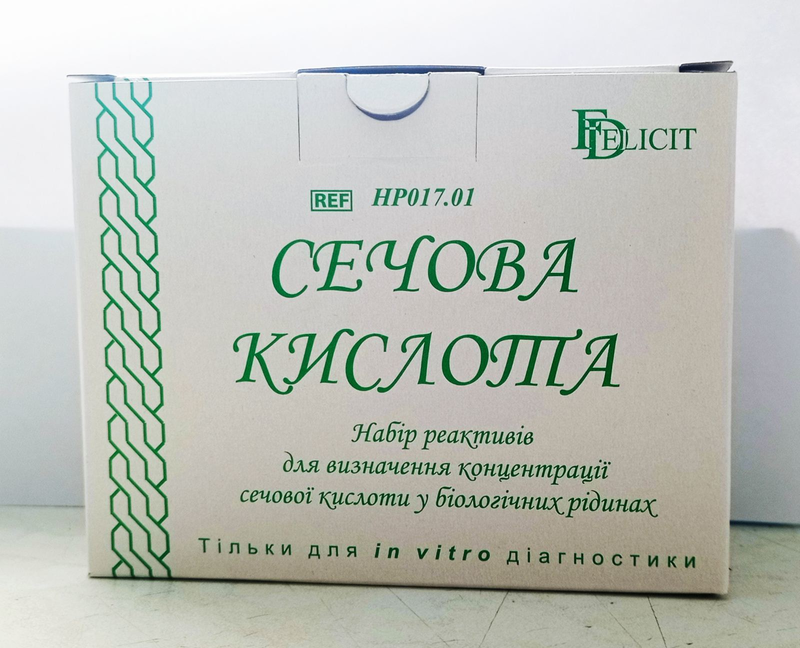 FELICIT
REF HP017.01
СЕЧОВА
КИСЛОТА
Набір реактивів
для визначення концентрації
сечової кислоти у біологічних рідинах
Тільки для in vitro діагностики